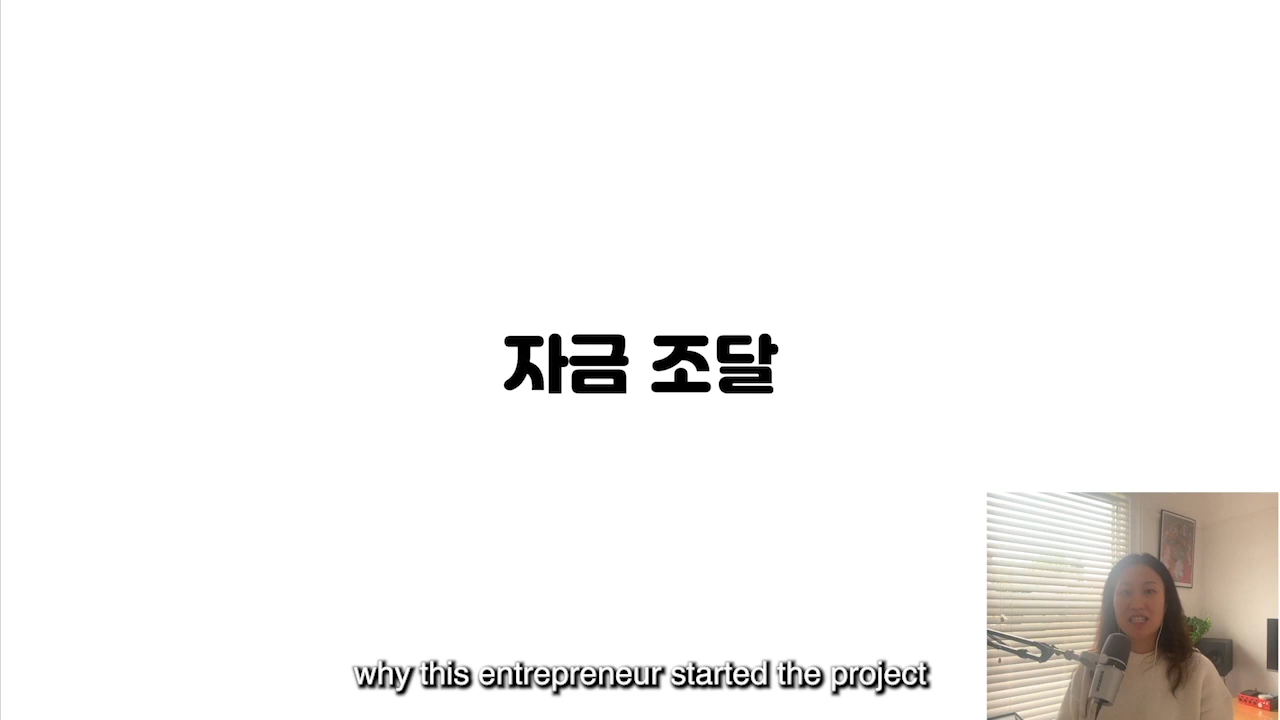 자금 조달
why this entrepreneur started the project